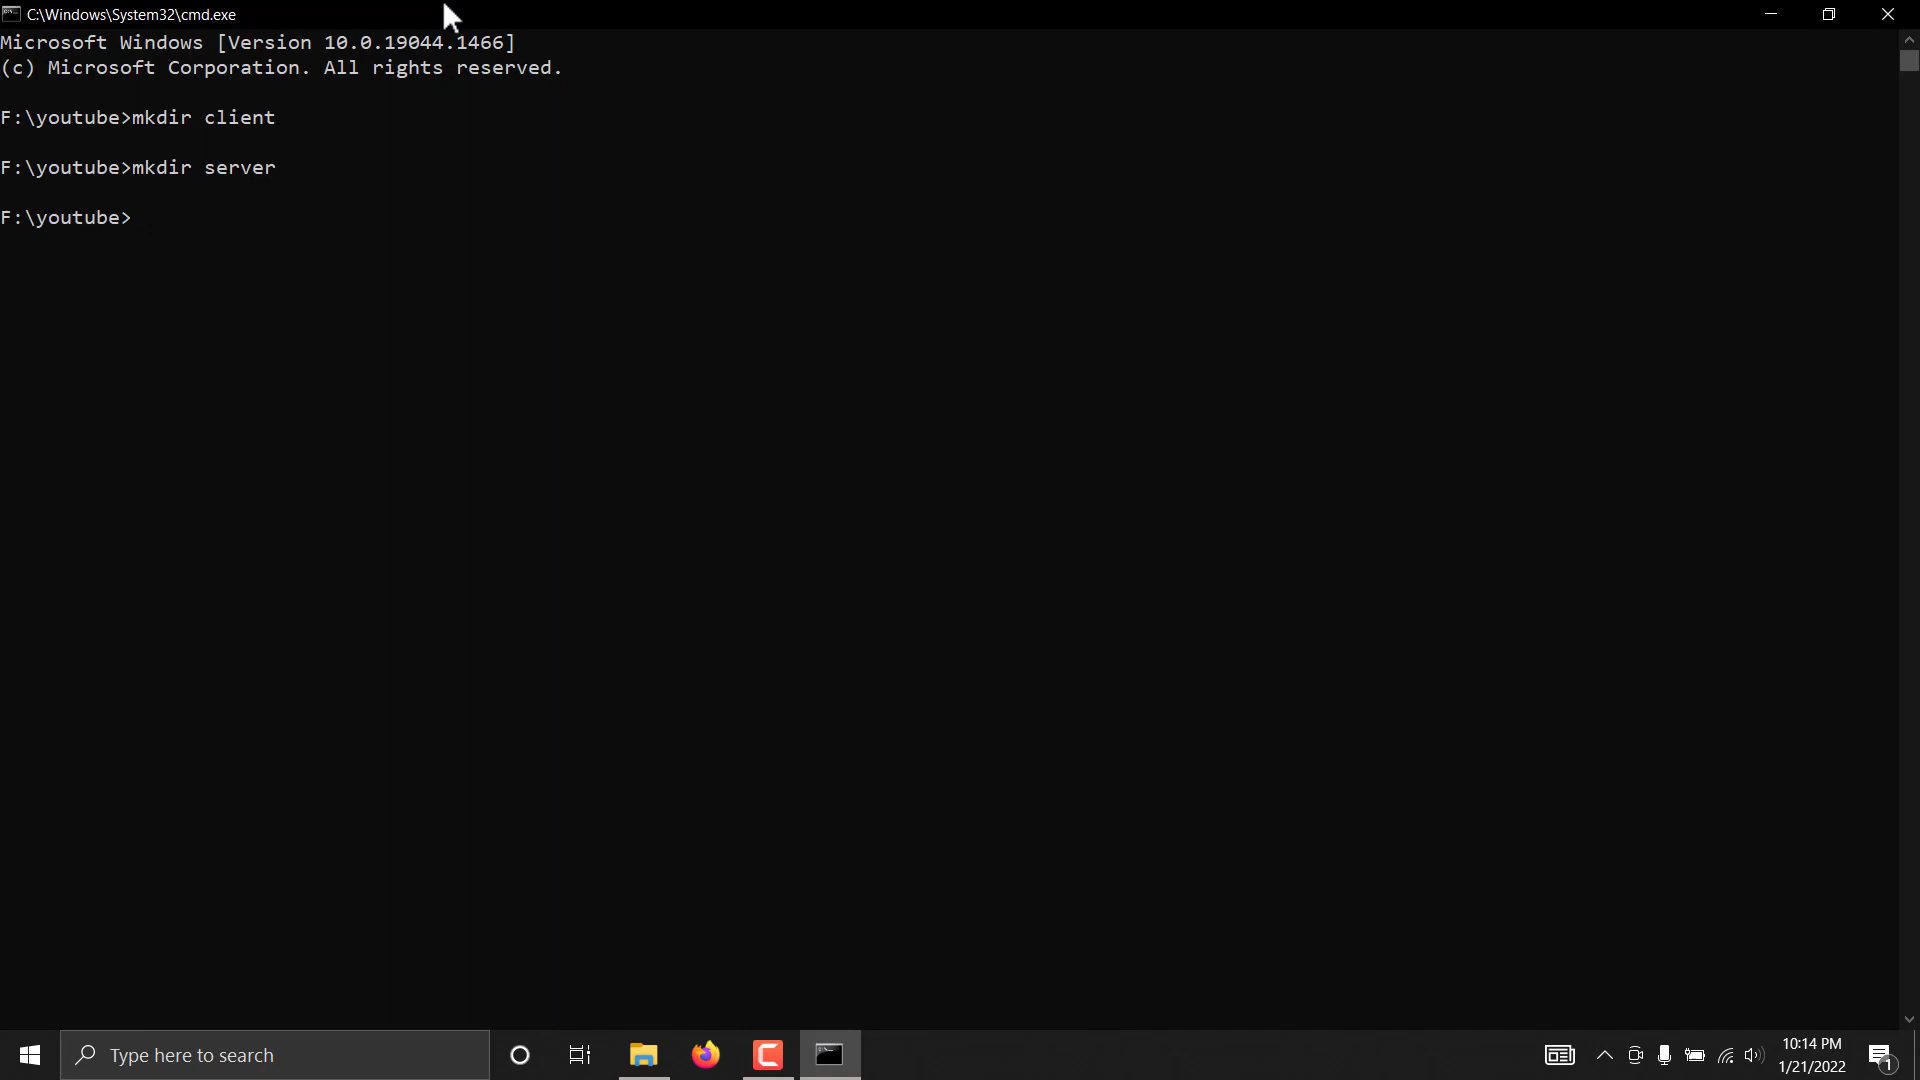 C:\Windows\System32\cmd.exe
Microsoft Windows [Version 10.0.19044.1466]
(c) Microsoft Corporation. All rights reserved.
F:\youtube>mkdir client
F:\youtube>mkdir server
F:\youtube>
Type here to search
10:14 PM
1/21/2022
1